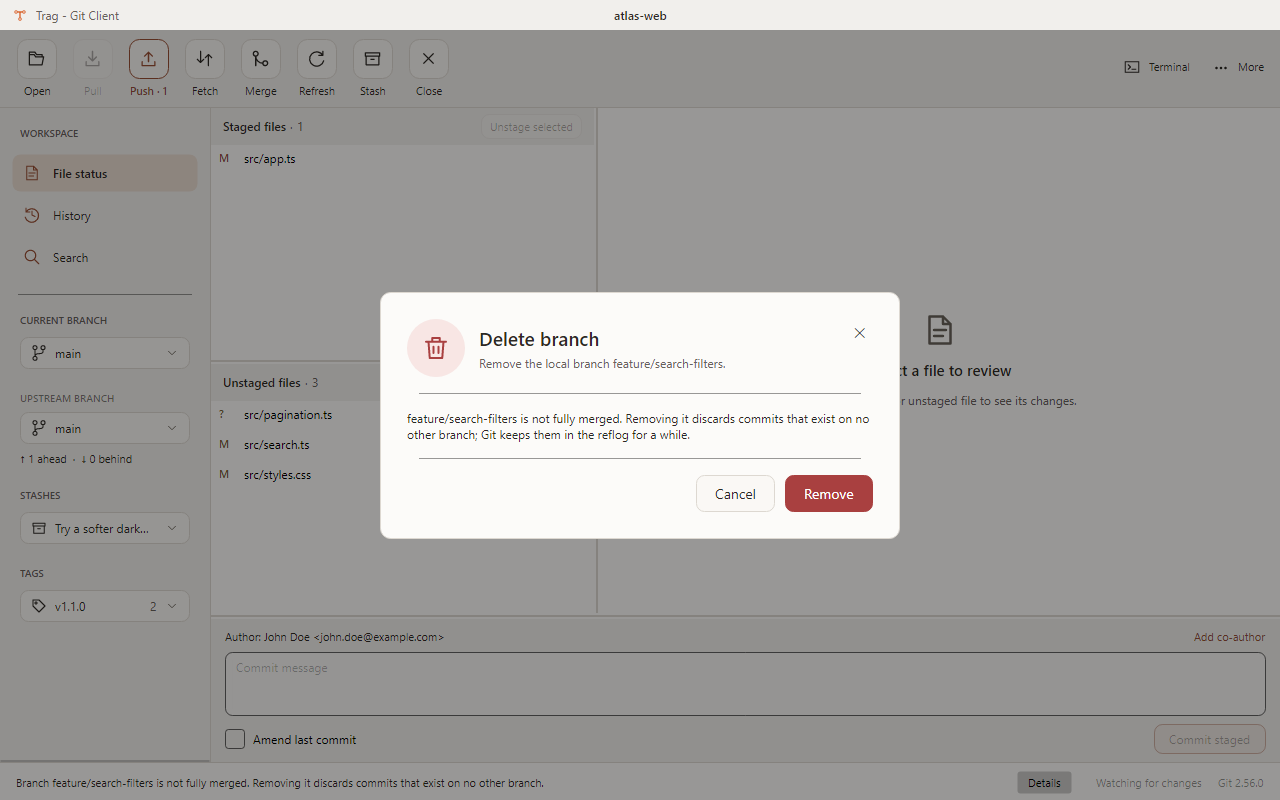 Trag - Git Client
atlas-web
Open
Pull
Push · 1
Fetch
Merge
Refresh
Stash
Close
Terminal
More
WORKSPACE
File status
History
Search
CURRENT BRANCH
main
UPSTREAM BRANCH
main
↑ 1 ahead · ↓ 0 behind
STASHES
Try a softer dark...
TAGS
v1.1.0 2
Staged files · 1
Unstage selected
M src/app.ts
Unstaged files · 3
? src/pagination.ts
M src/search.ts
M src/styles.css
a file to review
unstaged file to see its changes.
Delete branch
Remove the local branch feature/search-filters.
feature/search-filters is not fully merged. Removing it discards commits that exist on no
other branch; Git keeps them in the reflog for a while.
Cancel
Remove
Author: John Doe <john.doe@example.com>
Add co-author
Commit message
Amend last commit
Commit staged
Branch feature/search-filters is not fully merged. Removing it discards commits that exist on no other branch.
Details
Watching for changes
Git 2.56.0